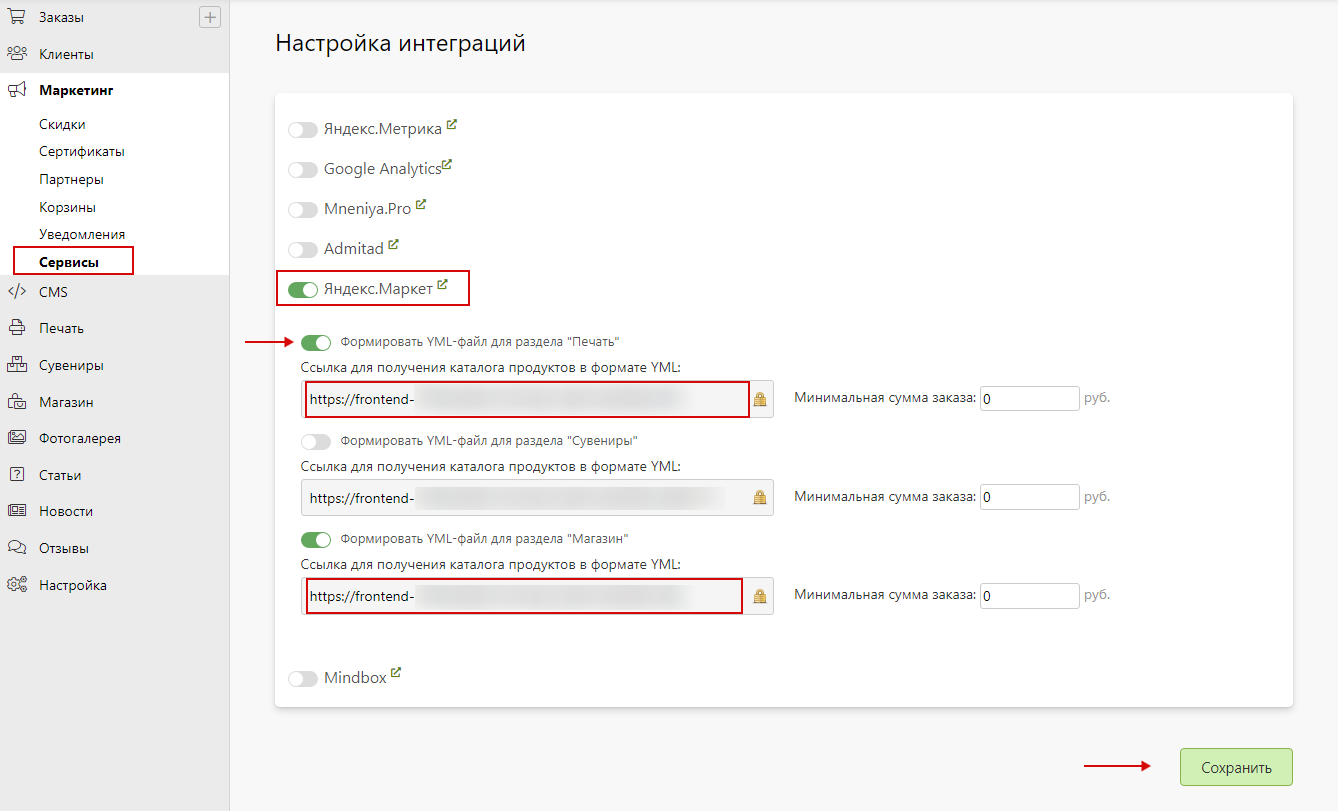 Заказы
Клиенты
Маркетинг
Скидки
Сертификаты
Партнеры
Корзины
Уведомления
Сервисы
CMS
Печать
Сувениры
Магазин
Фотогалерея
Статьи
Новости
Отзывы
Настройка
Настройка интеграций
Яндекс.Метрика
Google Analytics
Mneniya.Pro
Admitad
Яндекс.Маркет
Формировать YML-файл для раздела "Печать"
Ссылка для получения каталога продуктов в формате YML:
https://frontend- Минимальная сумма заказа: 0 руб.
Формировать YML-файл для раздела "Сувениры"
Ссылка для получения каталога продуктов в формате YML:
https://frontend- Минимальная сумма заказа: 0 руб.
Формировать YML-файл для раздела "Магазин"
Ссылка для получения каталога продуктов в формате YML:
https://frontend- Минимальная сумма заказа: 0 руб.
Mindbox
Сохранить